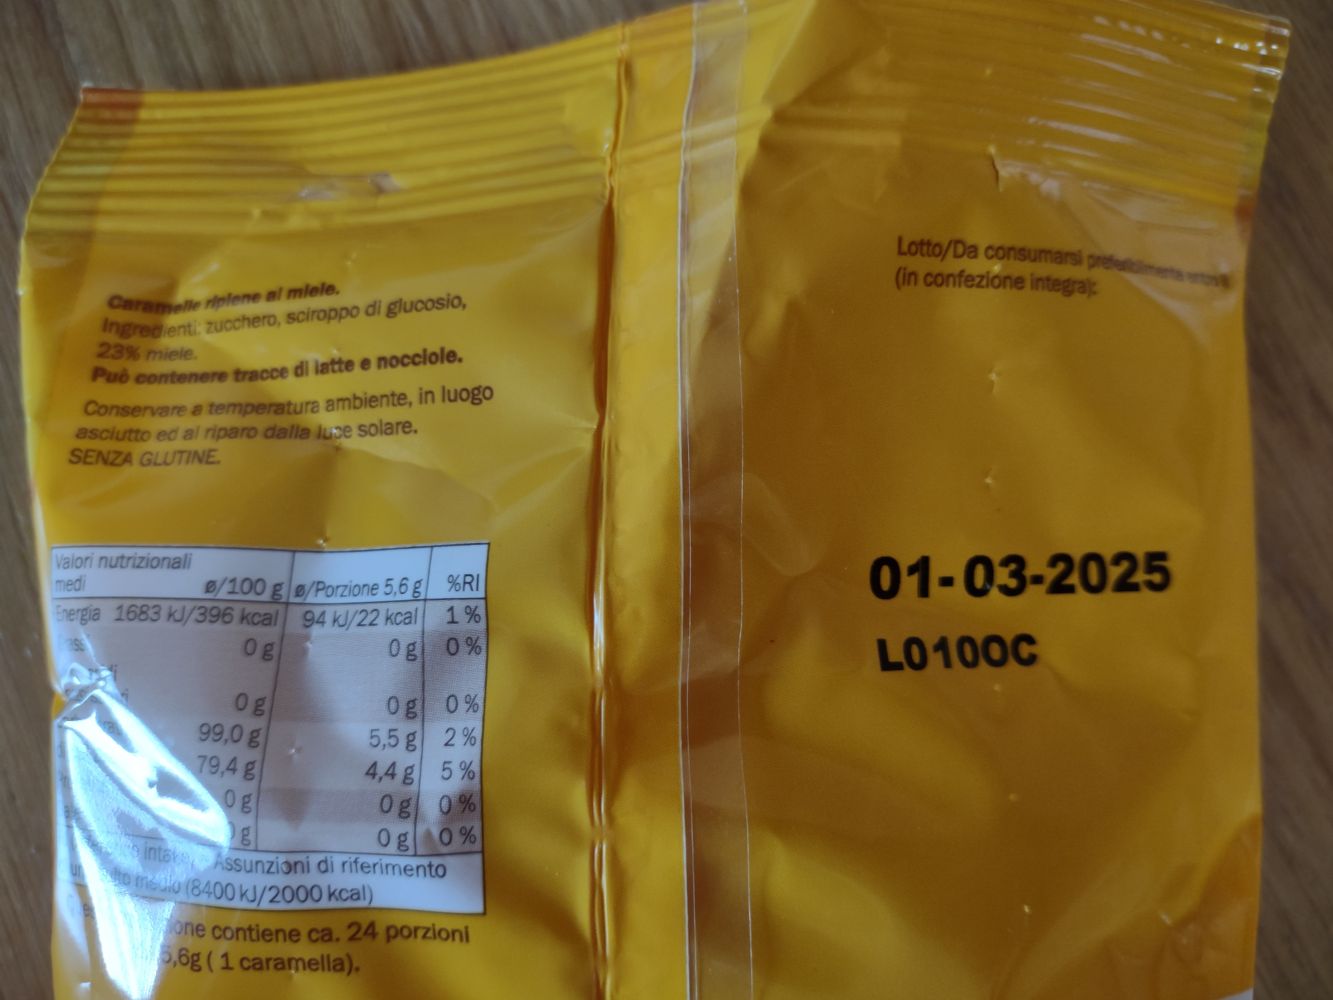 Caramelle ripiene al miele.
Ingredienti: zucchero, sciroppo di glucosio,
23% miele.
Può contenere tracce di latte e nocciole.
Conservare a temperatura ambiente, in luogo
asciutto ed al riparo dalla luce solare.
SENZA GLUTINE.
Valori nutrizionali
medi ø/100 g ø/Porzione 5,6 g %RI
Energia 1683 kJ/396 kcal 94 kJ/22 kcal 1 %
0 g 0 g 0 %
0 g 0 g 0 %
99,0 g 5,5 g 2 %
79,4 g 4,4 g 5 %
0 g 0 g 0 %
0 g 0 g 0 %
Assunzioni di riferimento
medio (8400 kJ/2000 kcal)
contiene ca. 24 porzioni
5,6g ( 1 caramella).
Lotto/Da consumarsi preferibilmente
(in confezione integra):
01-03-2025
L010OC